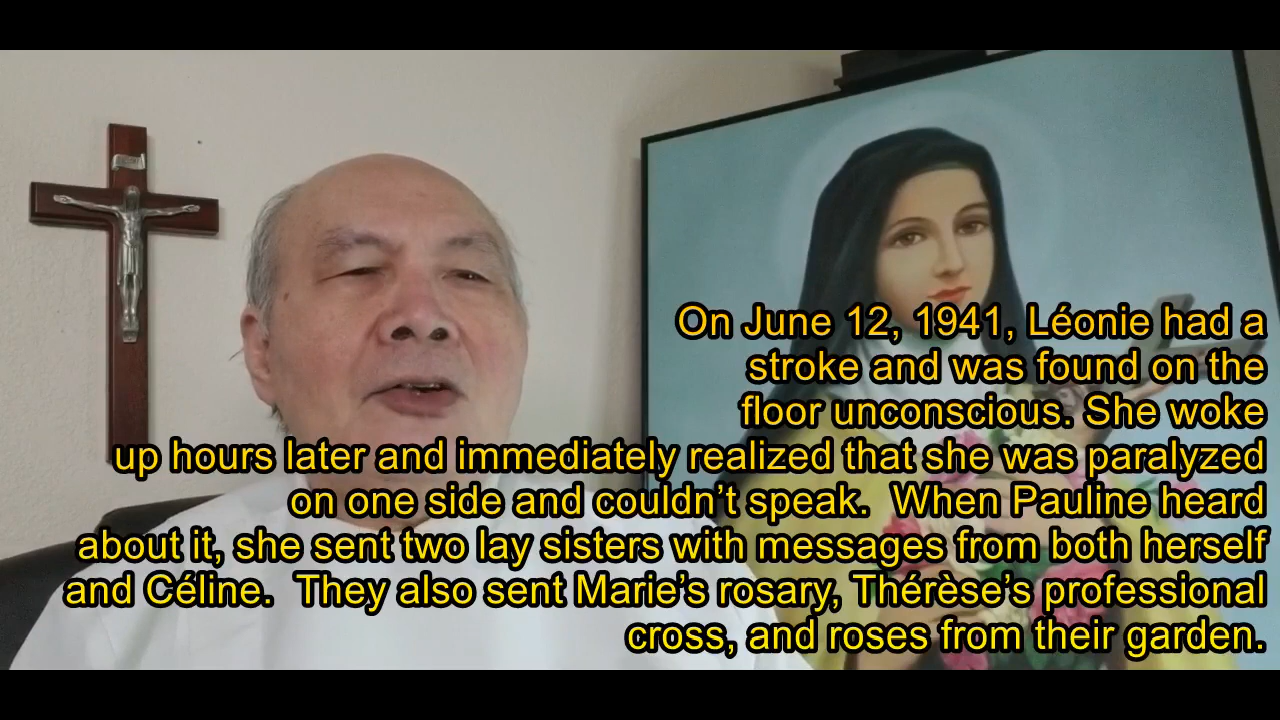 On June 12, 1941, Léonie had a
stroke and was found on the
floor unconscious. She woke
up hours later and immediately realized that she was paralyzed
on one side and couldn’t speak.  When Pauline heard
about it, she sent two lay sisters with messages from both herself
and Céline.  They also sent Marie’s rosary, Thérèse’s professional
cross, and roses from their garden.